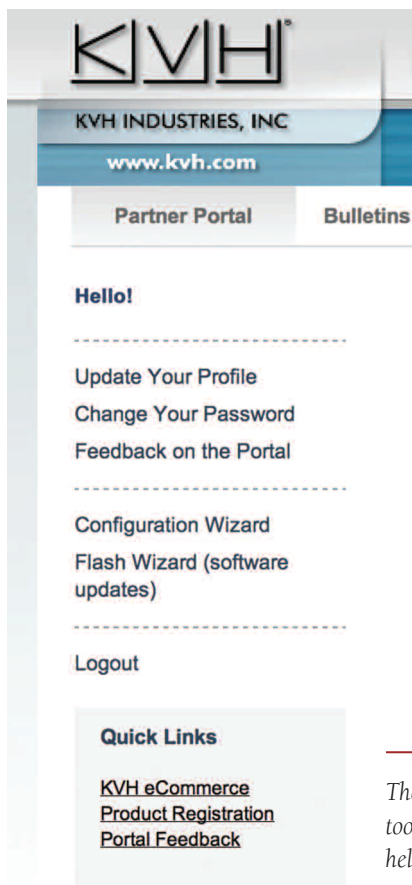 KVH®
KVH INDUSTRIES, INC
www.kvh.com
Partner Portal Bulletins
Hello!
Update Your Profile
Change Your Password
Feedback on the Portal
Configuration Wizard
Flash Wizard (software
updates)
Logout
Quick Links
KVH eCommerce
Product Registration
Portal Feedback